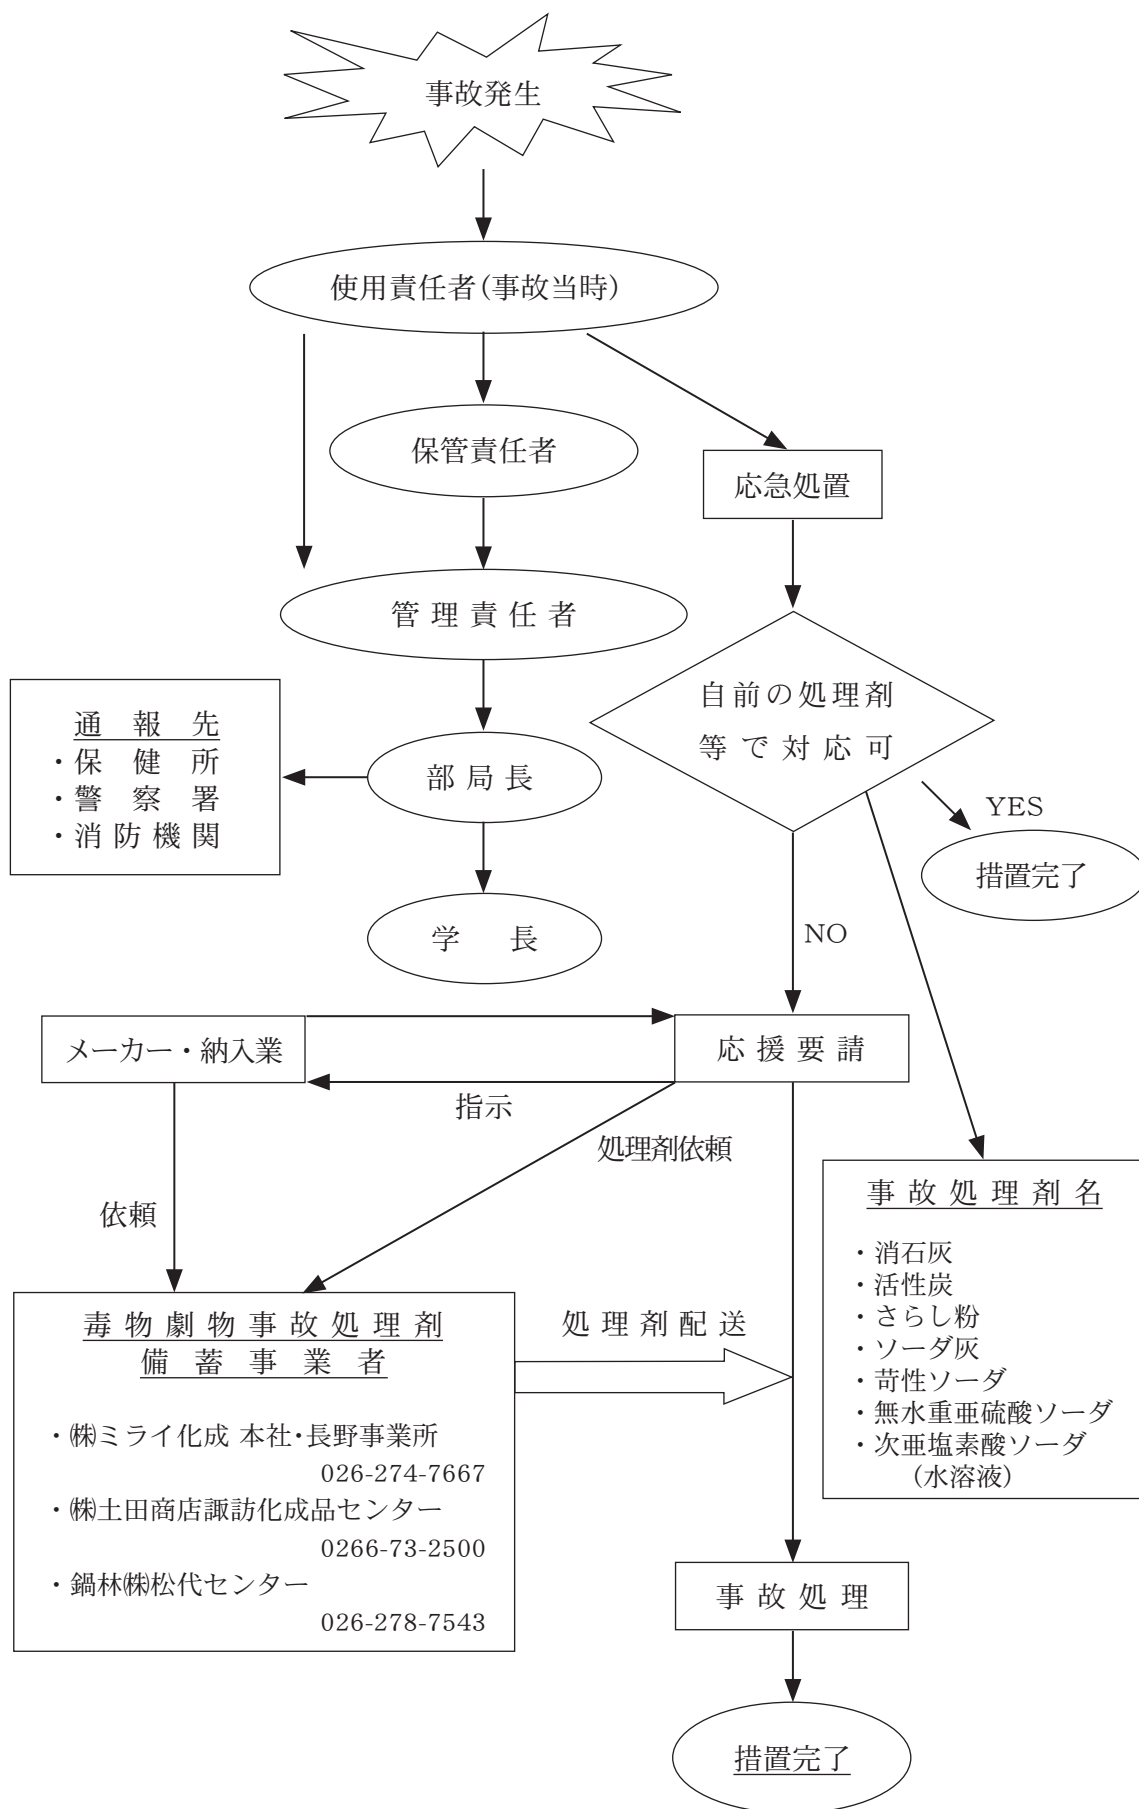 事故発生
使用責任者(事故当時)
保管責任者
応急処置
管理責任者
自前の処理剤
等で対応可
通報先
・保健所
・警察署
・消防機関
部局長
YES
措置完了
学長
NO
メーカー・納入業
応援要請
指示
処理剤依頼
依頼
事故処理剤名
・消石灰
・活性炭
・さらし粉
・ソーダ灰
・苛性ソーダ
・無水重亜硫酸ソーダ
・次亜塩素酸ソーダ
(水溶液)
毒物劇物事故処理剤
備蓄事業者
・㈱ミライ化成 本社・長野事業所
026-274-7667
・㈱土田商店諏訪化成品センター
0266-73-2500
・鍋林㈱松代センター
026-278-7543
処理剤配送
事故処理
措置完了